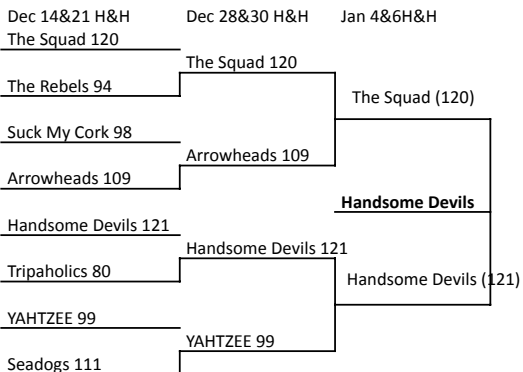 Dec 14&21 H&H
Dec 28&30 H&H
Jan 4&6H&H
The Squad 120
The Squad 120
The Rebels 94
The Squad (120)
Suck My Cork 98
Arrowheads 109
Arrowheads 109
Handsome Devils
Handsome Devils 121
Handsome Devils 121
Tripaholics 80
Handsome Devils (121)
YAHTZEE 99
YAHTZEE 99
Seadogs 111